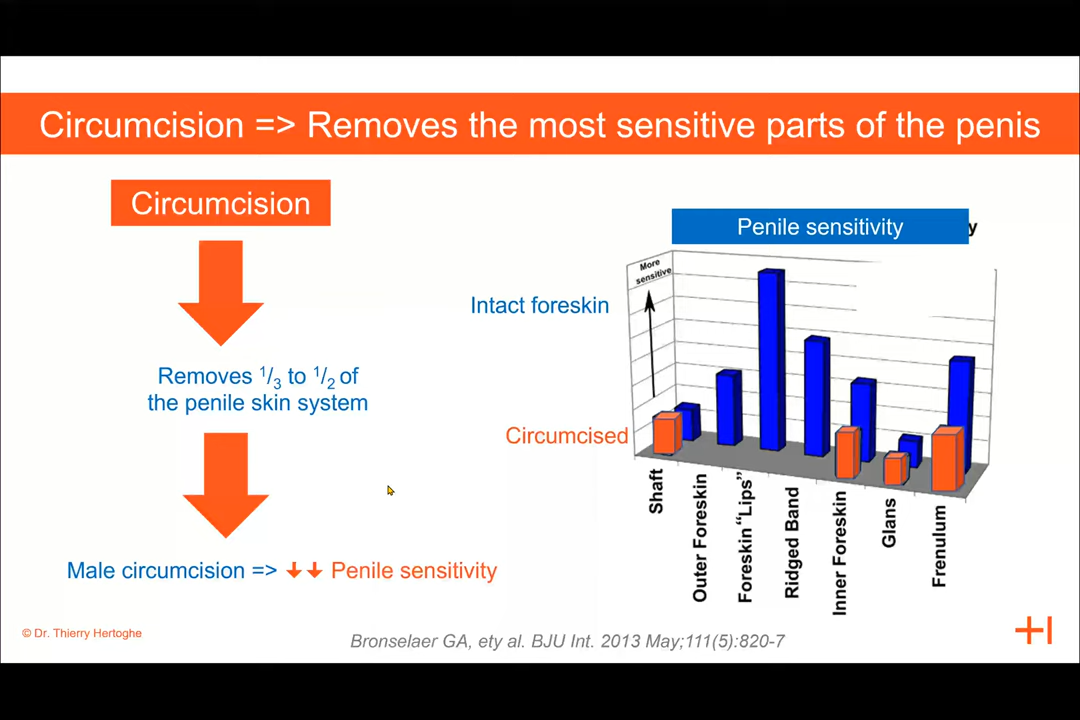 Circumcision => Removes the most sensitive parts of the penis
Circumcision
Removes 1/3 to 1/2 of
the penile skin system
Male circumcision => ↓↓ Penile sensitivity
Penile sensitivity
y
More
sensitive
Intact foreskin
Circumcised
Shaft
Outer Foreskin
Foreskin “Lips”
Ridged Band
Inner Foreskin
Glans
Frenulum
© Dr. Thierry Hertoghe
Bronselaer GA, ety al. BJU Int. 2013 May;111(5):820-7